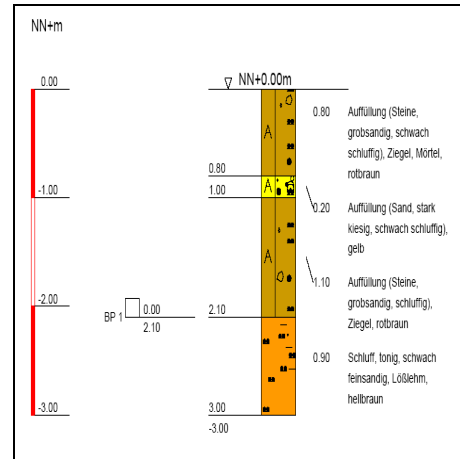 NN+m
NN+0.00m
0.00
0.80 Auffüllung (Steine,
grobsandig, schwach
schluffig), Ziegel, Mörtel,
rotbraun
A
0.80
A
-1.00
1.00
0.20 Auffüllung (Sand, stark
kiesig, schwach schluffig),
gelb
A
1.10 Auffüllung (Steine,
grobsandig, schluffig),
Ziegel, rotbraun
-2.00
BP 1
0.00
2.10
2.10
0.90 Schluff, tonig, schwach
feinsandig, Lößlehm,
hellbraun
-3.00
3.00
-3.00